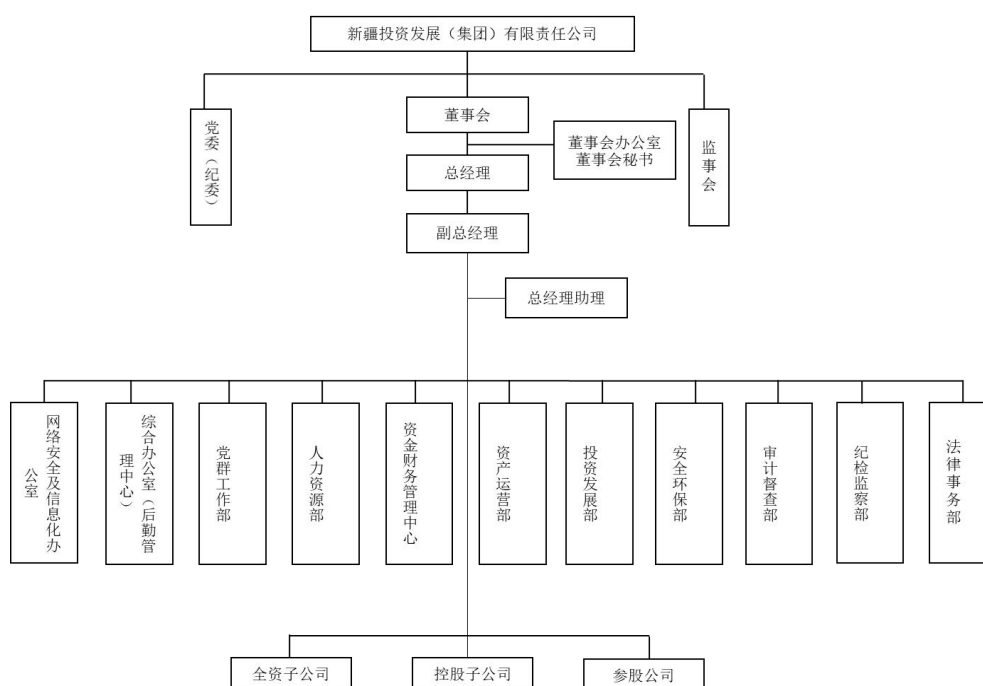 新疆投资发展（集团）有限责任公司
董事会
党委（纪委）
董事会办公室
董事会秘书
监事会
总经理
副总经理
总经理助理
网络安全及信息化办
公室
综合办公室（后勤管
理中心）
党群工作部
人力资源部
资金财务管理中心
资产运营部
投资发展部
安全环保部
审计督查部
纪检监察部
法律事务部
全资子公司
控股子公司
参股公司